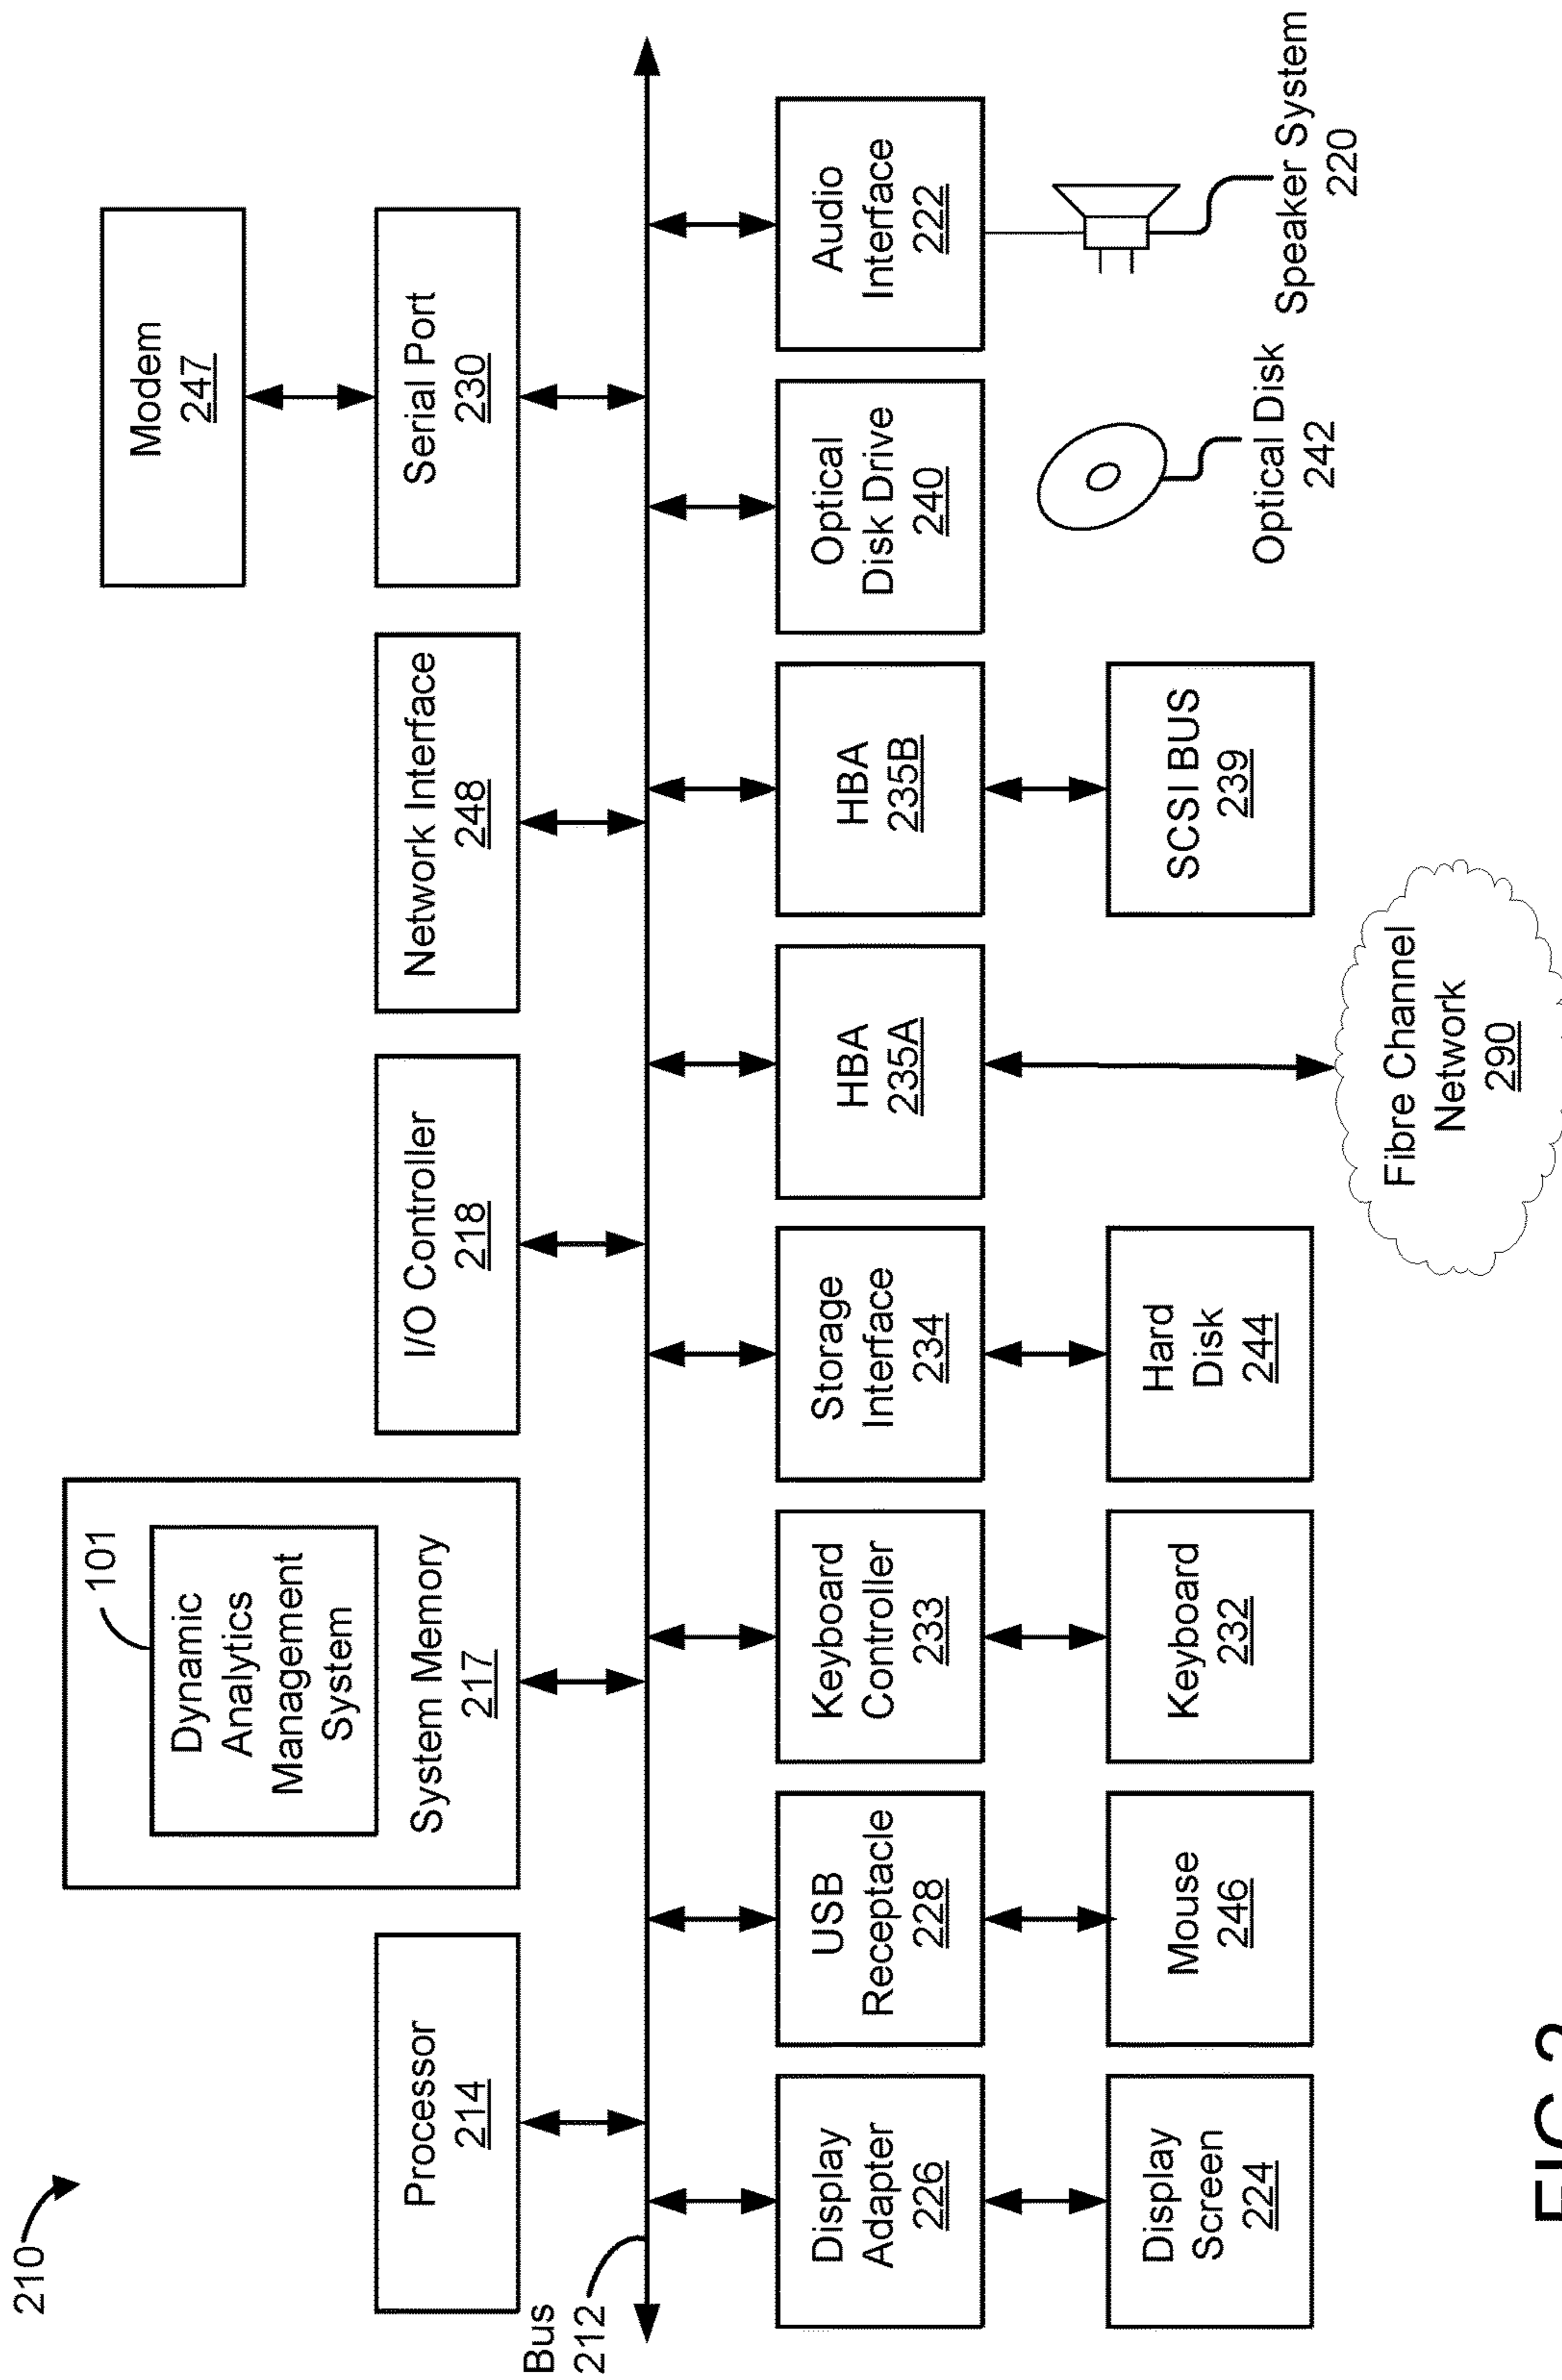 210
Processor
214
101
Dynamic
Analytics
Management
System
System Memory
217
I/O Controller
218
Network Interface
248
Modem
247
Serial Port
230
Bus
212
Display
Adapter
226
USB
Receptacle
228
Keyboard
Controller
233
Storage
Interface
234
HBA
235A
HBA
235B
Optical
Disk Drive
240
Audio
Interface
222
Display
Screen
224
Mouse
246
Keyboard
232
Hard
Disk
244
Fibre Channel
Network
290
SCSI BUS
239
Optical Disk
242
Speaker System
220
FIG. 2